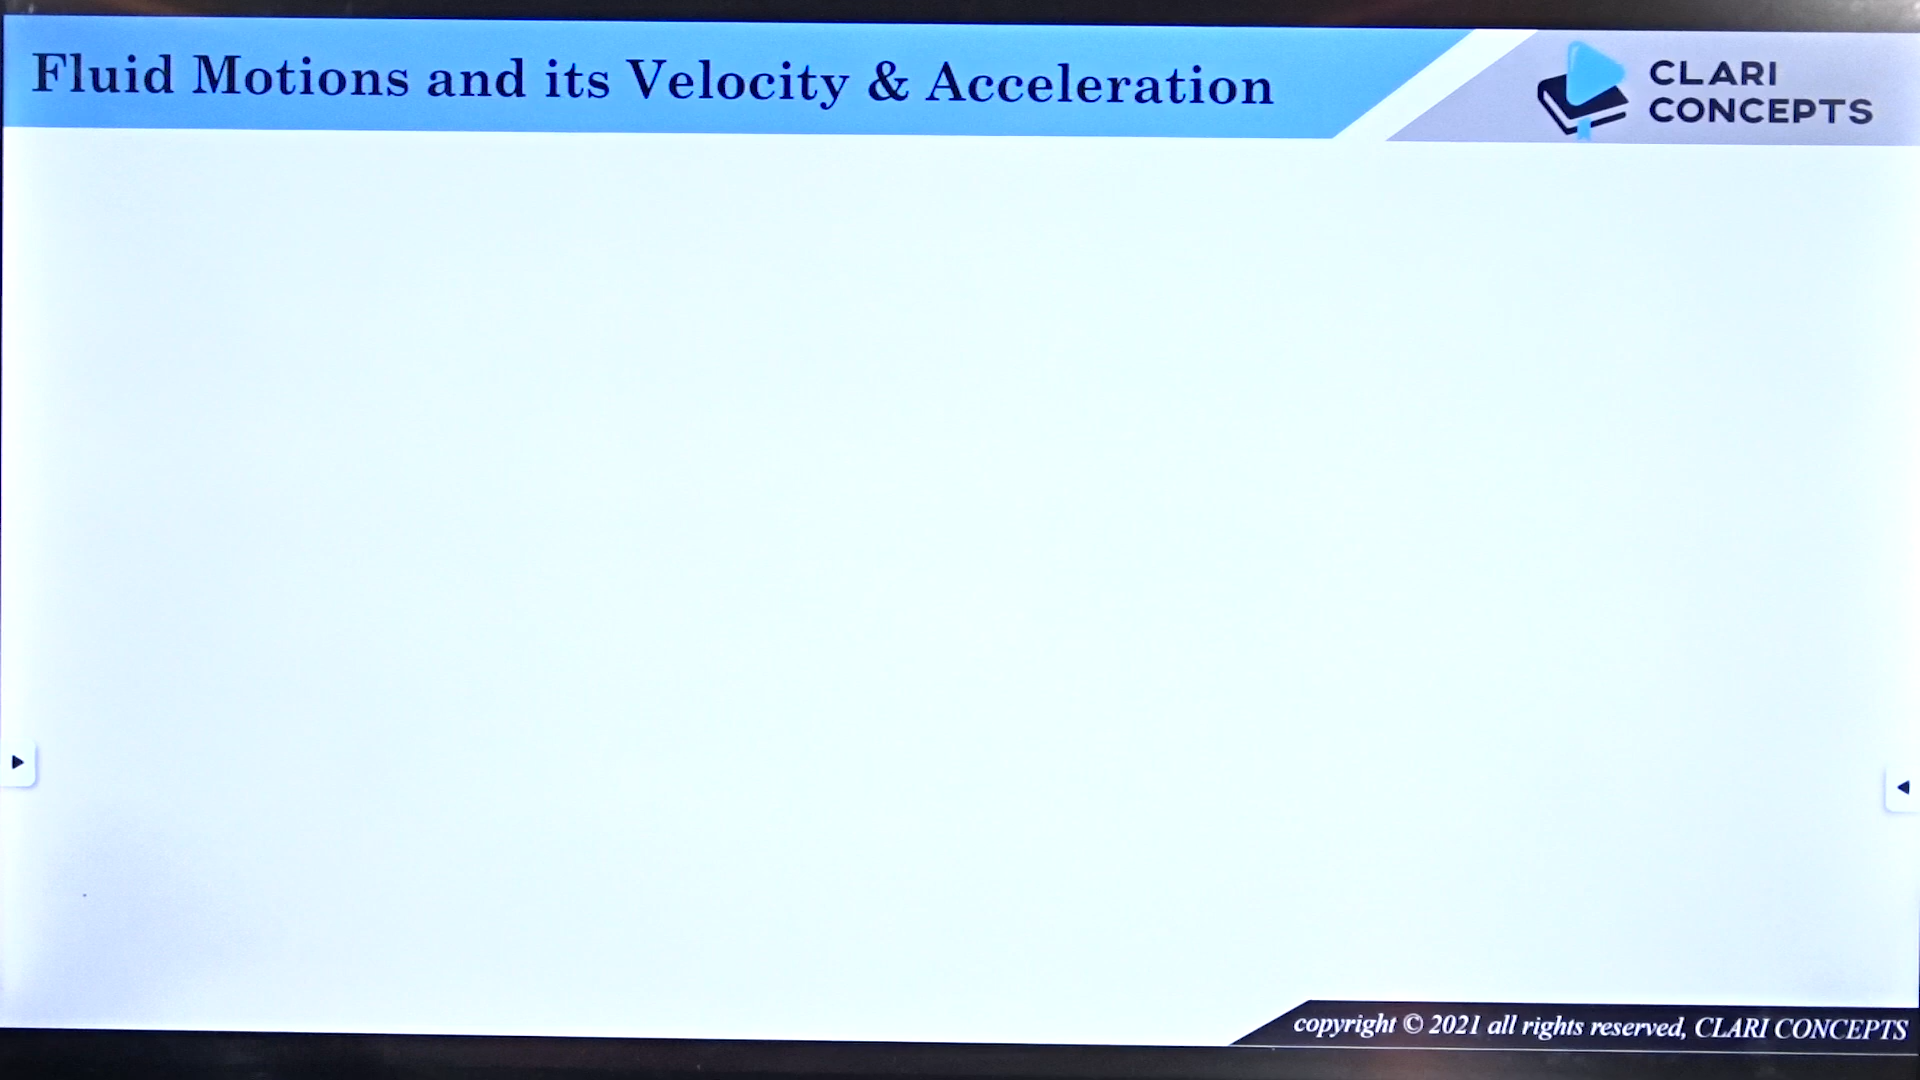 Fluid Motions and its Velocity & Acceleration
CLARI
CONCEPTS
copyright © 2021 all rights reserved, CLARI CONCEPTS